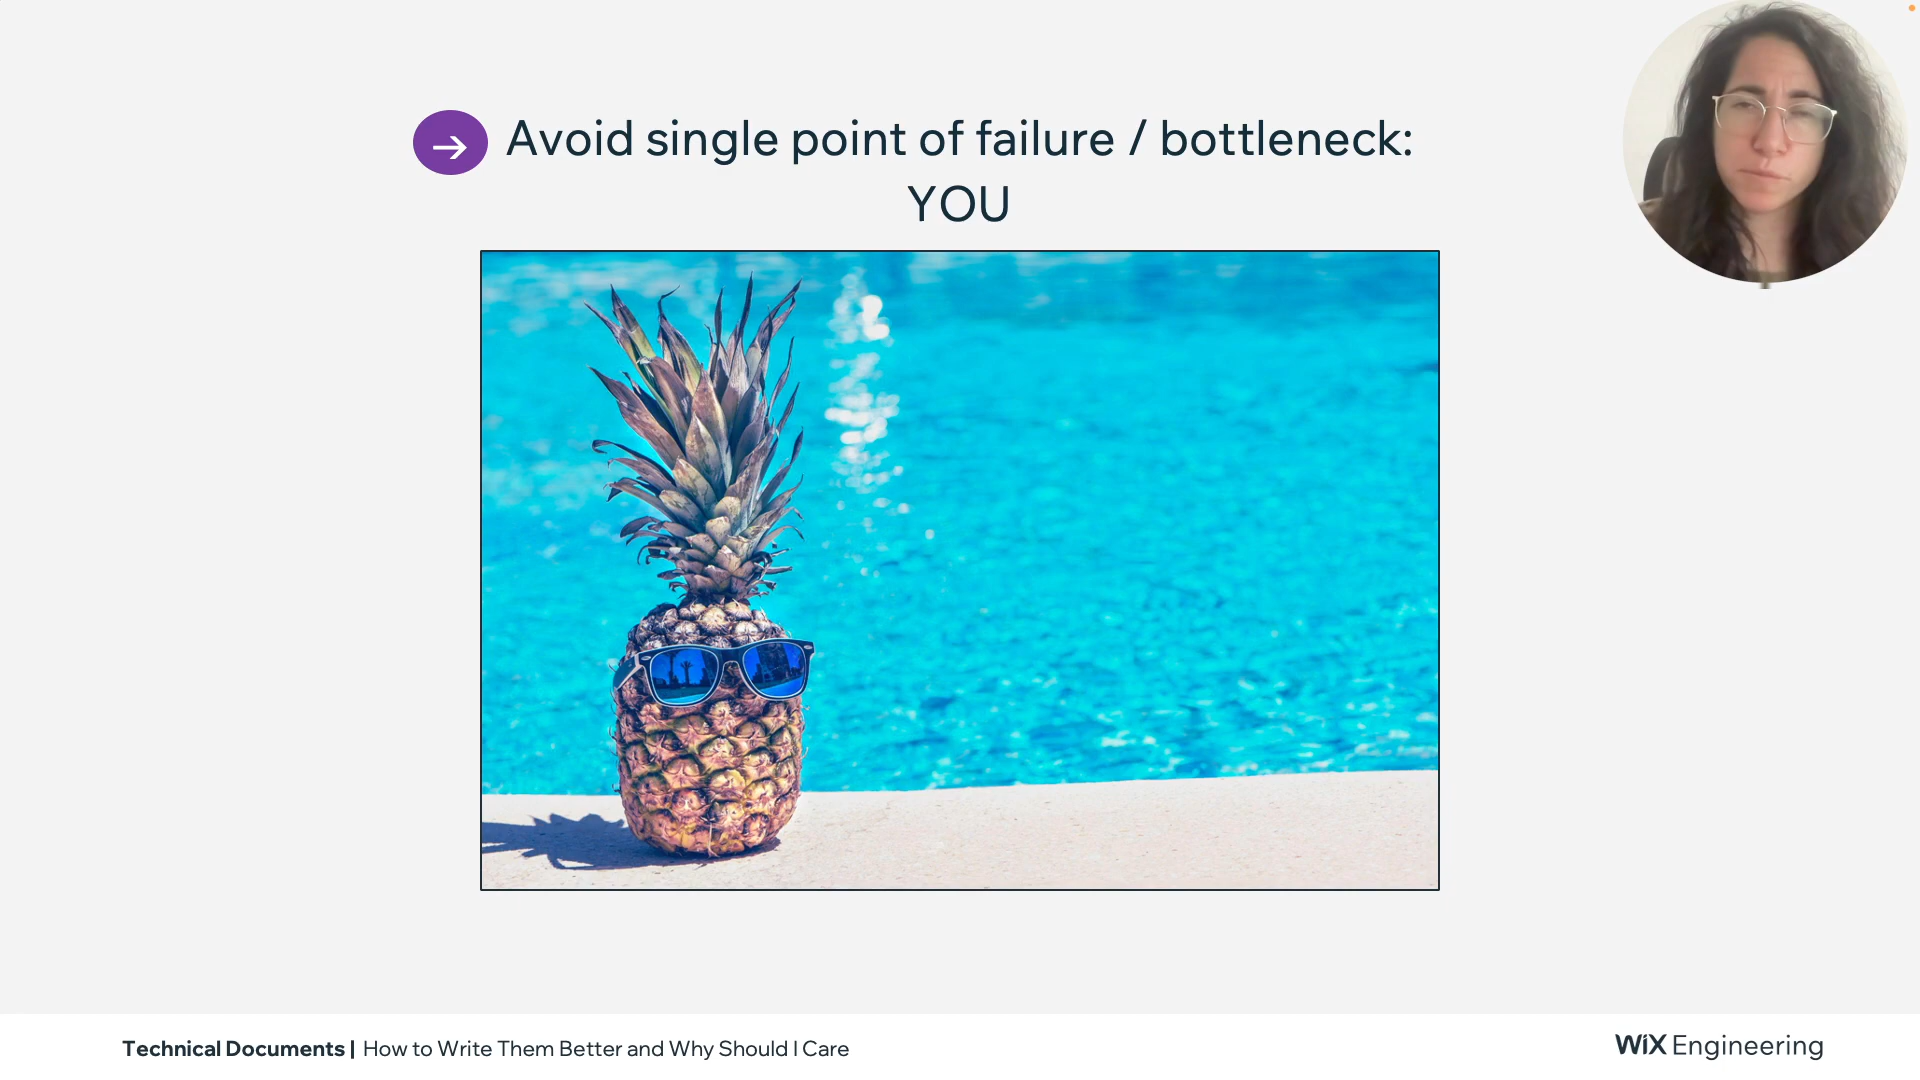 Avoid single point of failure / bottleneck:
YOU
Technical Documents | How to Write Them Better and Why Should I Care
WiX Engineering